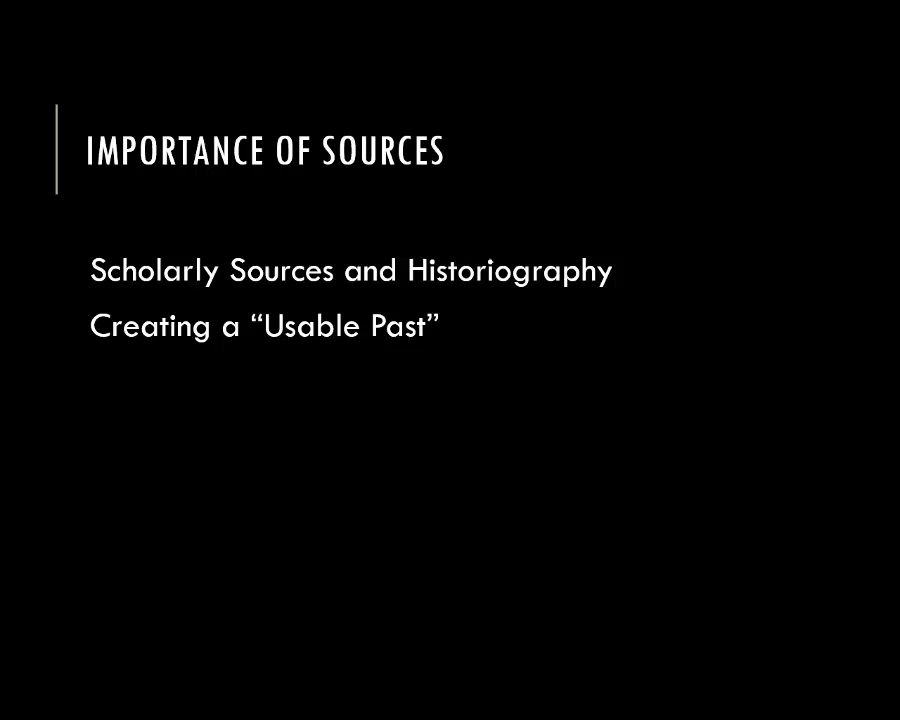 IMPORTANCE OF SOURCES
Scholarly Sources and Historiography
Creating a “Usable Past”